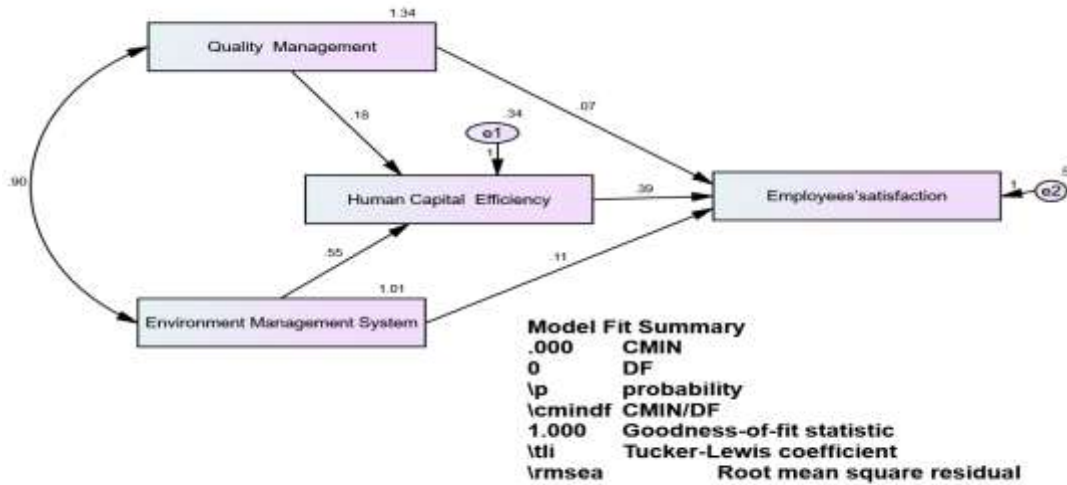 1.34
Quality Management
.18
.07
.34
e1
1
.90
Human Capital Efficiency
.39
Employees'satisfaction
1
e2
.55
.11
1.01
Environment Management System
Model Fit Summary
.000 CMIN
0 DF
\p probability
\cmindf CMIN/DF
1.000 Goodness-of-fit statistic
\tli Tucker-Lewis coefficient
\rmsea Root mean square residual